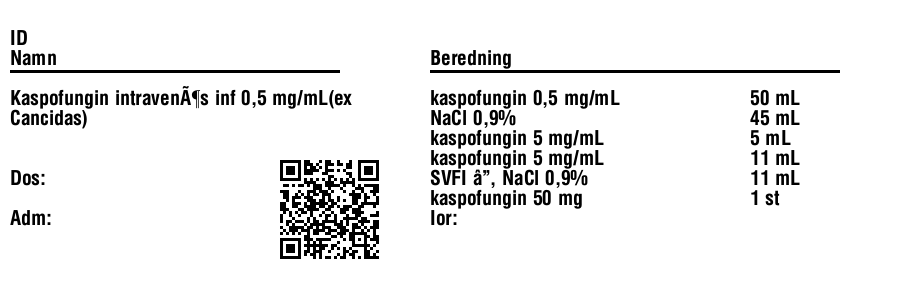 ID
Namn
Kaspofungin intravenÃ¶s inf 0,5 mg/mL(ex
Cancidas)
Dos:
Adm:
Beredning
kaspofungin 0,5 mg/mL 50 mL
NaCl 0,9% 45 mL
kaspofungin 5 mg/mL 5 mL
kaspofungin 5 mg/mL 11 mL
SVFI â”, NaCl 0,9% 11 mL
kaspofungin 50 mg 1 st
Ior: